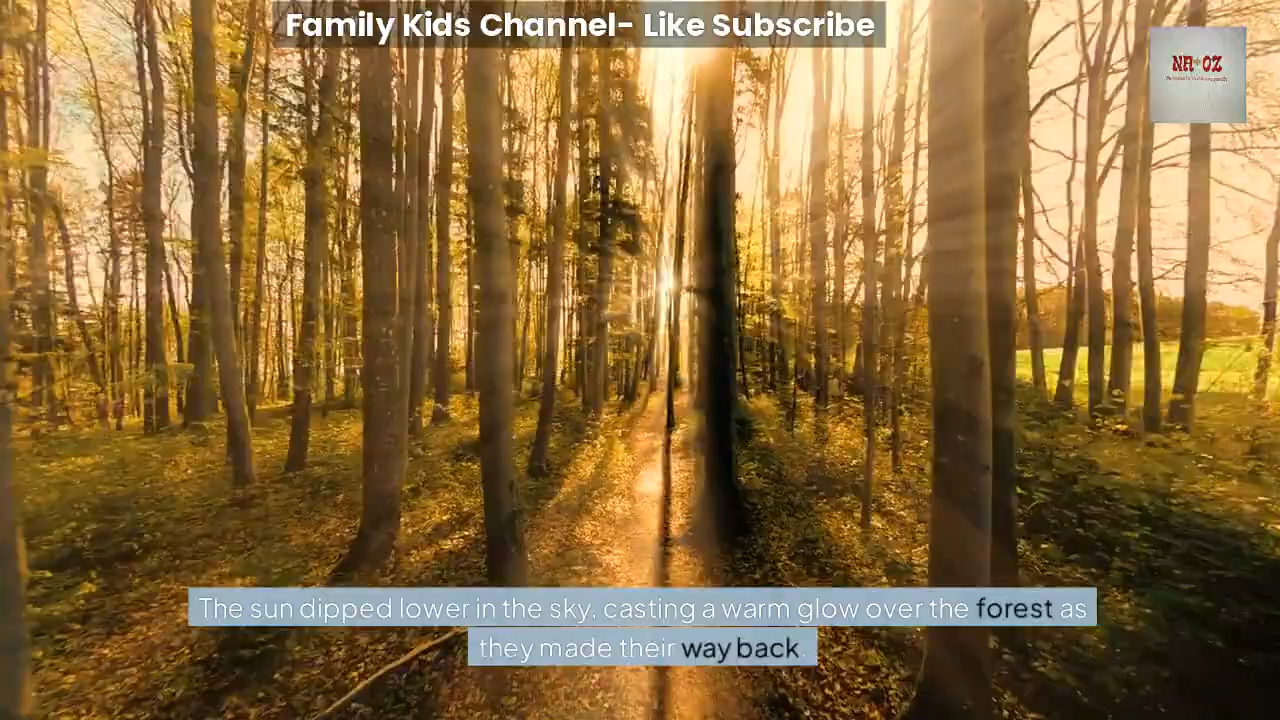 Family Kids Channel- Like Subscribe
NR OZ
The sun dipped lower in the sky, casting a warm glow over the forest as
they made their way back.